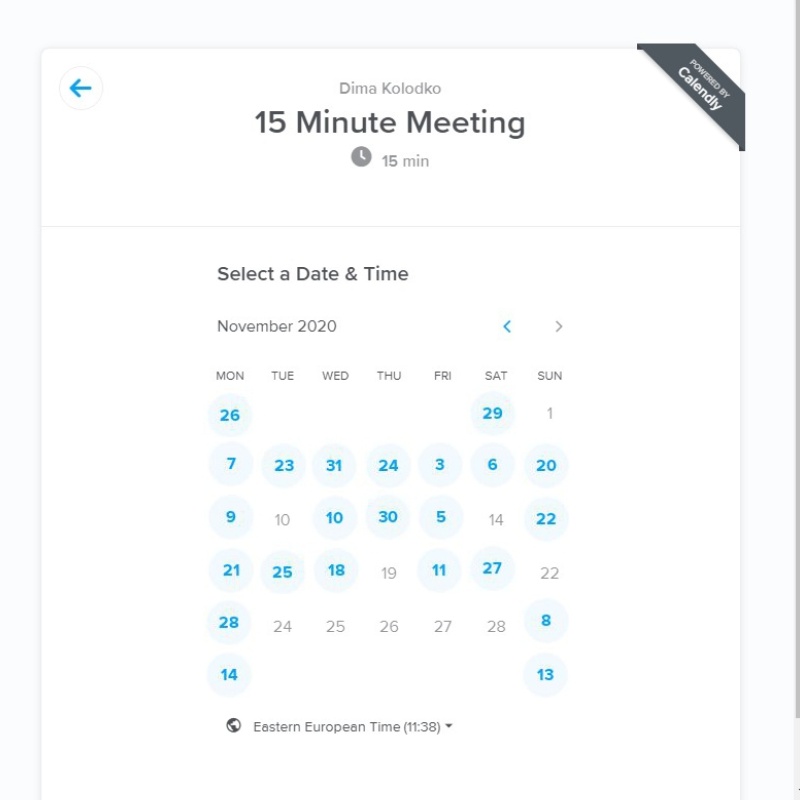 POWERED BY
Calendly
Dima Kolodko
15 Minute Meeting
15 min
Select a Date & Time
November 2020
MON TUE WED THU FRI SAT SUN
26 29 1
7 23 31 24 3 6 20
9 10 10 30 5 14 22
21 25 18 19 11 27 22
28 24 25 26 27 28 8
14 13
Eastern European Time (11:38)